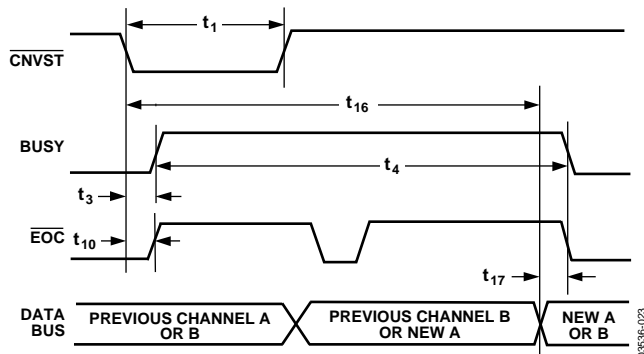 t1
CNVST
t16
BUSY
t4
t3
EOC
t10
t17
DATA
BUS
PREVIOUS CHANNEL A
OR B
PREVIOUS CHANNEL B
OR NEW A
NEW A
OR B
03536-023